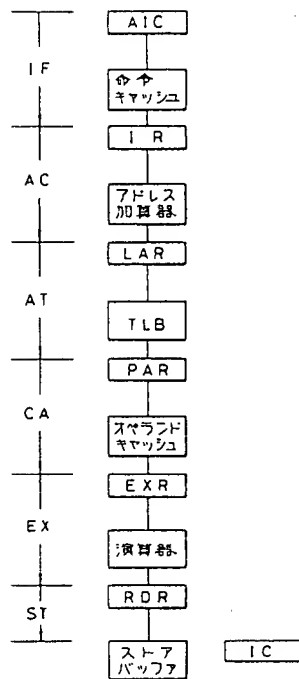 AIC
IF
命令
キャッシュ
IR
AC
アドレス
加算器
LAR
AT
TLB
PAR
CA
オペランド
キャッシュ
EXR
EX
演算器
RDR
ST
ストア
バッファ
IC